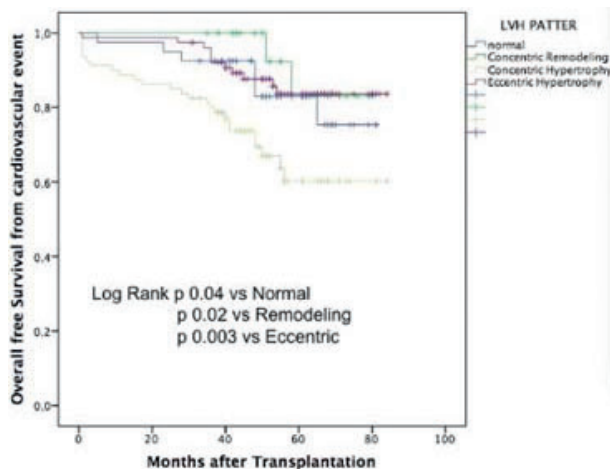 LVH PATTER
normal
Concentric Remodeling
Concentric Hypertrophy
Eccentric Hypertrophy
Overall free Survival from cardiovascular event
1,0
0,8
0,6
0,4
0,2
0,0
Log Rank p 0.04 vs Normal
p 0.02 vs Remodeling
p 0.003 vs Eccentric
0 20 40 60 80 100
Months after Transplantation